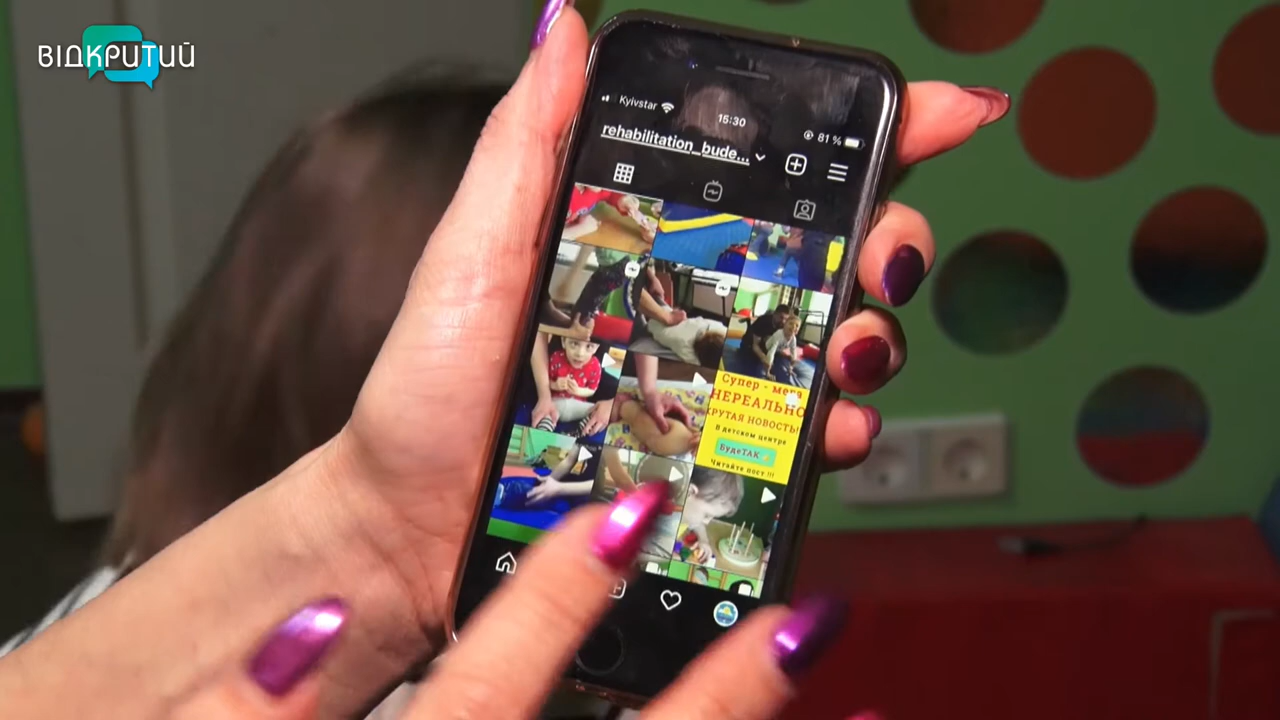 ВІДКРИТИЙ
Kyivstar
15:30
81 %
rehabilitation_bude...
Супер - мега
НЕРЕАЛЬНО
КРУТАЯ НОВОСТЬ!
В детском центре
БудеТАК
Читайте пост !!!